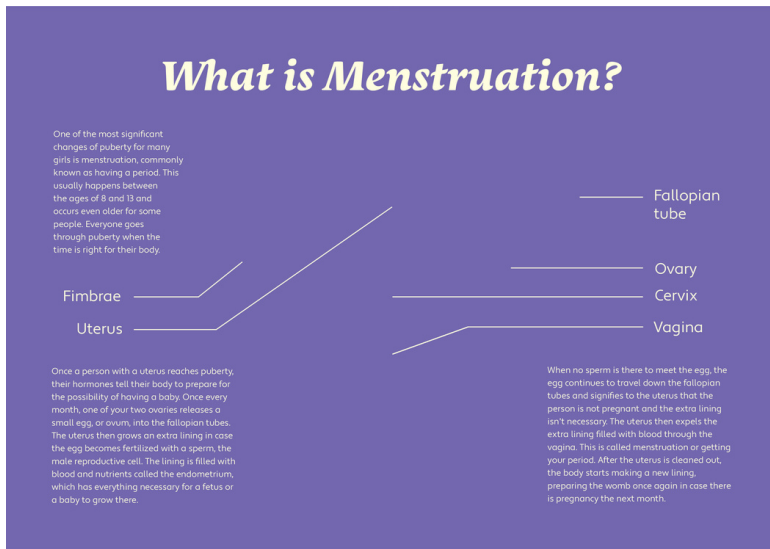 What is Menstruation?
One of the most significant
changes of puberty for many
girls is menstruation, commonly
known as having a period. This
usually happens between
the ages of 8 and 13 and
occurs even older for some
people. Everyone goes
through puberty when the
time is right for their body.
Fallopian
tube
Ovary
Cervix
Vagina
Fimbrae
Uterus
Once a person with a uterus reaches puberty,
their hormones tell their body to prepare for
the possibility of having a baby. Once every
month, one of your two ovaries releases a
small egg, or ovum, into the fallopian tubes.
The uterus then grows an extra lining in case
the egg becomes fertilized with a sperm, the
male reproductive cell. The lining is filled with
blood and nutrients called the endometrium,
which has everything necessary for a fetus or
a baby to grow there.
When no sperm is there to meet the egg, the
egg continues to travel down the fallopian
tubes and signifies to the uterus that the
person is not pregnant and the extra lining
isn't necessary. The uterus then expels the
extra lining filled with blood through the
vagina. This is called menstruation or getting
your period. After the uterus is cleaned out,
the body starts making a new lining,
preparing the womb once again in case there
is pregnancy the next month.